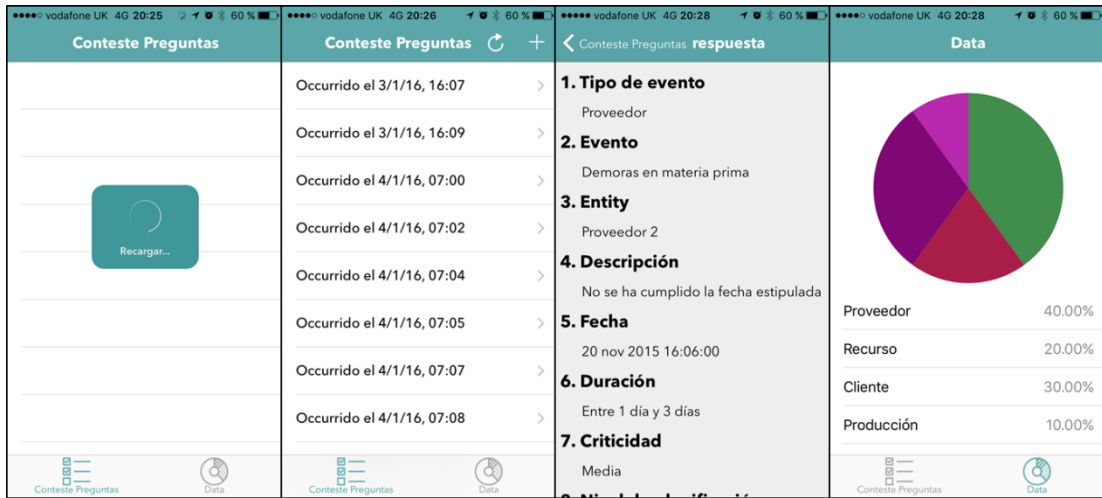 vodafone UK 4G 20:25 60 %
Conteste Preguntas
Recargar...
Conteste Preguntas
Data
vodafone UK 4G 20:26 60 %
Conteste Preguntas
Occurrido el 3/1/16, 16:07
Occurrido el 3/1/16, 16:09
Occurrido el 4/1/16, 07:00
Occurrido el 4/1/16, 07:02
Occurrido el 4/1/16, 07:04
Occurrido el 4/1/16, 07:05
Occurrido el 4/1/16, 07:07
Occurrido el 4/1/16, 07:08
Conteste Preguntas
Data
vodafone UK 4G 20:28 60 %
Conteste Preguntas respuesta
1. Tipo de evento
Proveedor
2. Evento
Demoras en materia prima
3. Entity
Proveedor 2
4. Descripción
No se ha cumplido la fecha estipulada
5. Fecha
20 nov 2015 16:06:00
6. Duración
Entre 1 día y 3 días
7. Criticidad
Media
vodafone UK 4G 20:28 60 %
Data
Proveedor 40.00%
Recurso 20.00%
Cliente 30.00%
Producción 10.00%
Conteste Preguntas
Data